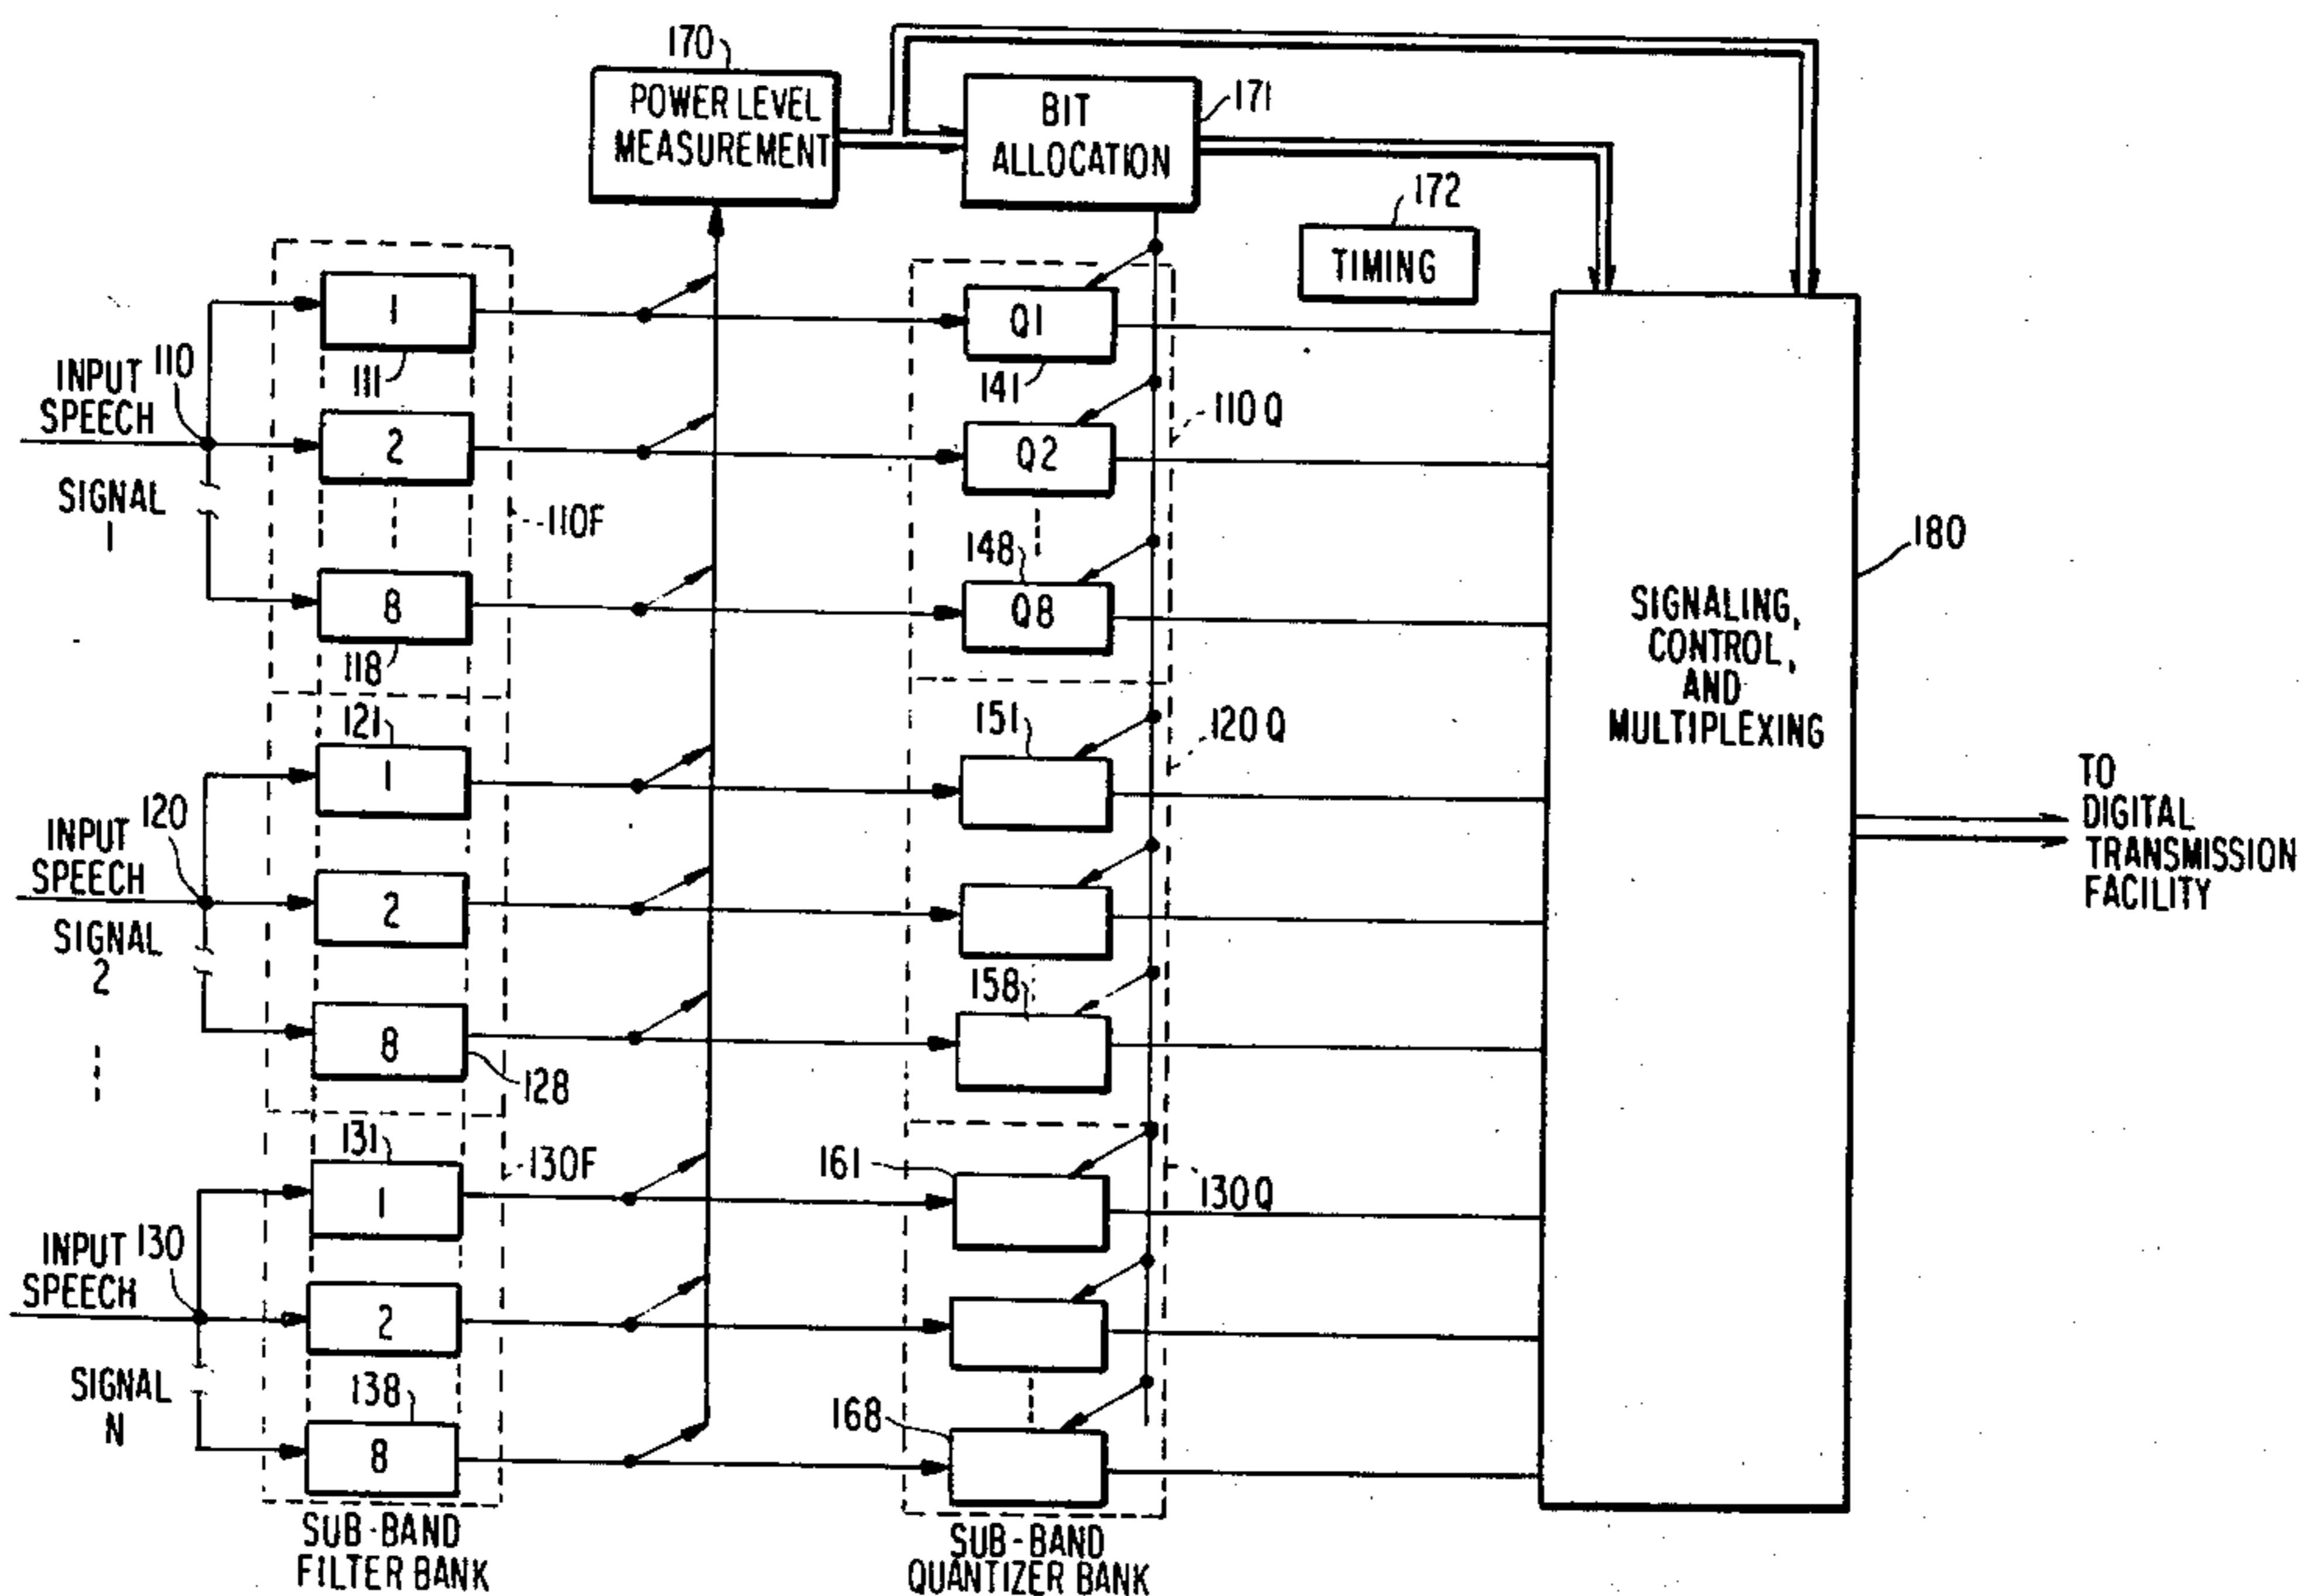 170
POWER LEVEL
MEASUREMENT
BIT
ALLOCATION
171
172
TIMING
1
111
Q1
141
INPUT
SPEECH
110
SIGNAL
1
2
110F
Q2
110Q
148
8
118
Q8
180
SIGNALING,
CONTROL,
AND
MULTIPLEXING
121
1
151
120Q
INPUT
SPEECH
120
SIGNAL
2
2
158
8
128
TO
DIGITAL
TRANSMISSION
FACILITY
131
1
130F
161
130Q
INPUT
SPEECH
130
SIGNAL
N
2
138
8
168
SUB-BAND
FILTER BANK
SUB-BAND
QUANTIZER BANK